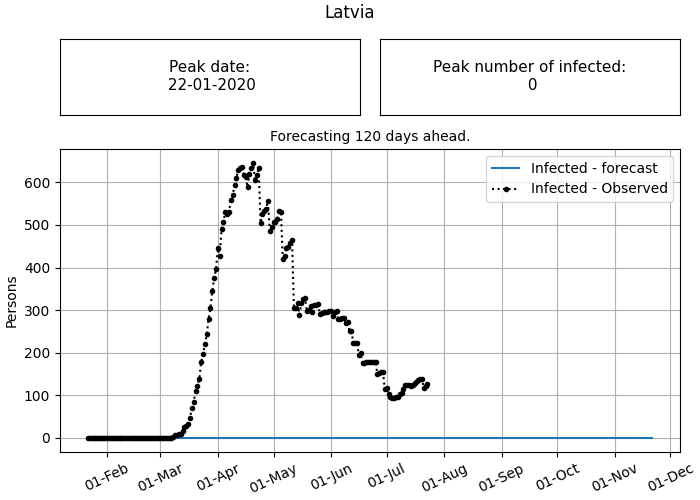 Latvia
Peak date:
22-01-2020
Peak number of infected:
0
Forecasting 120 days ahead.
Infected - forecast
Infected - Observed
Persons
600
500
400
300
200
100
0
01-Feb
01-Mar
01-Apr
01-May
01-Jun
01-Jul
01-Aug
01-Sep
01-Oct
01-Nov
01-Dec